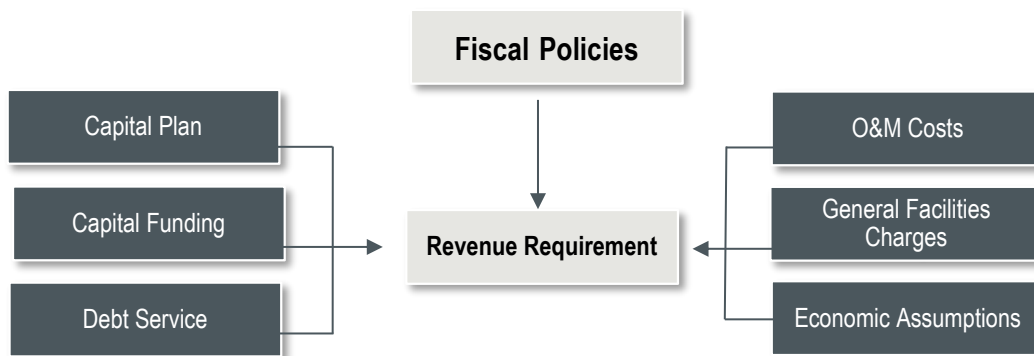 Fiscal Policies
Capital Plan
O&M Costs
Capital Funding
Revenue Requirement
General Facilities
Charges
Debt Service
Economic Assumptions